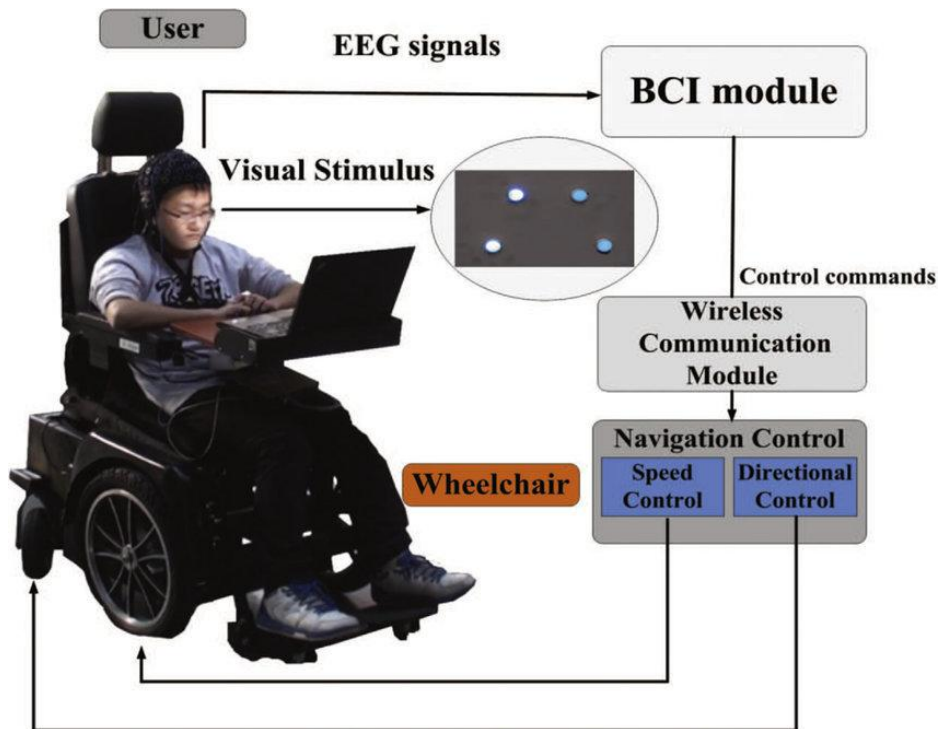 User
EEG signals
BCI module
Visual Stimulus
Control commands
Wireless
Communication
Module
Navigation Control
Speed
Control
Directional
Control
Wheelchair